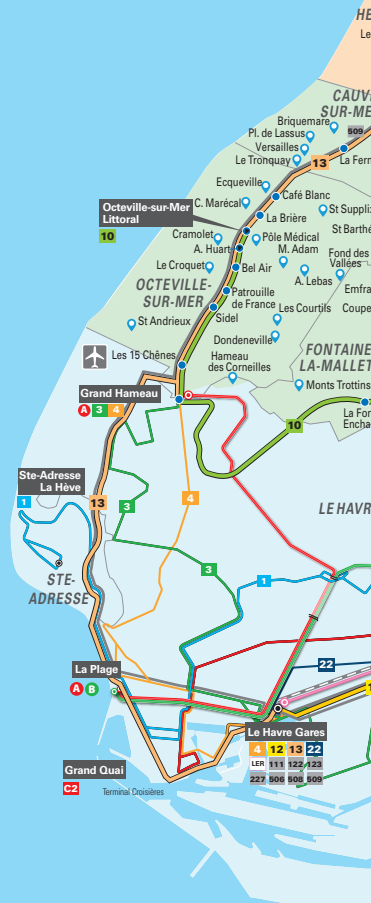 HE
Le
CAUV
SUR-ME
Briquemare
509
Pl. de Lassus
Versailles
Le Tronquay
13
La Ferm
Ecqueville
Café Blanc
C. Marécal
St Supplix
Octeville-sur-Mer
Littoral
10
La Brière
St Barthé
Cramolet
Pôle Médical
A. Huart
M. Adam
Fond des
Vallées
Le Croquet
Bel Air
A. Lebas
Emfra
OCTEVILLE-
SUR-MER
Patrouille
de France
Les Courtils
Coupe
St Andrieux
Sidel
Dondeneville
FONTAINE
LA-MALLET
Les 15 Chênes
Hameau
des Corneilles
Monts Trottins
Grand Hameau
A 3 4
La Fon
Encha
10
Ste-Adresse
La Hève
1
4
13
3
LE HAVR
3
1
STE-
ADRESSE
22
La Plage
A B
1
Le Havre Gares
4 12 13 22
LER 111 122 123
227 506 508 509
Grand Quai
C2
Terminal Croisières